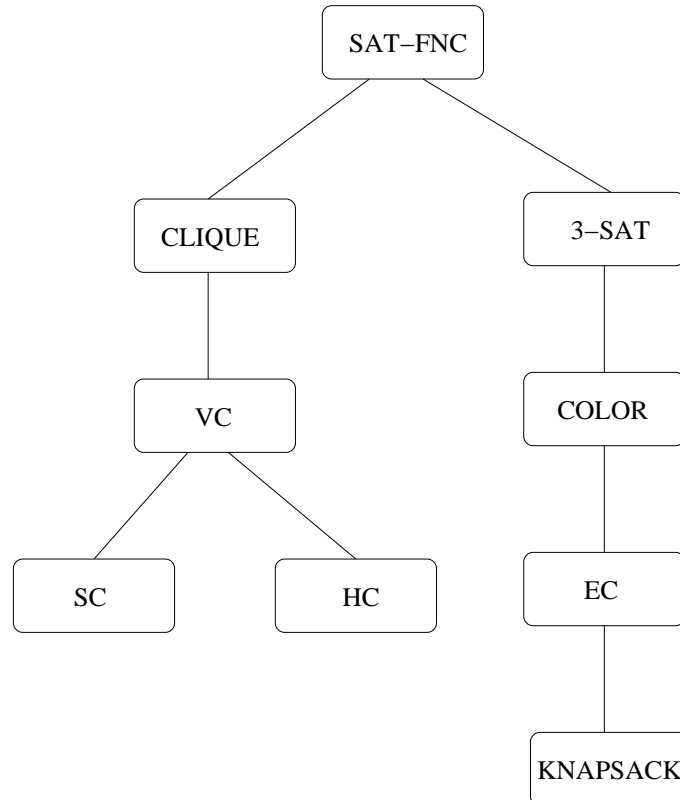 SAT–FNC
CLIQUE
3–SAT
VC
COLOR
SC
HC
EC
KNAPSACK